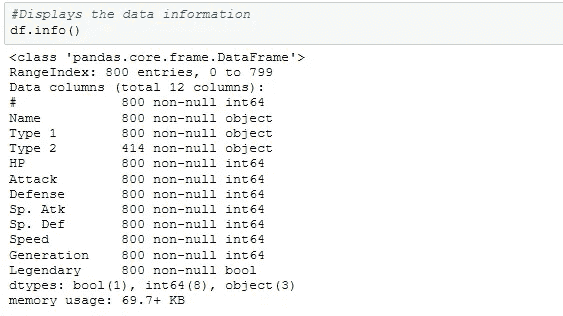 #Displays the data information
df.info()
<class 'pandas.core.frame.DataFrame'>
RangeIndex: 800 entries, 0 to 799
Data columns (total 12 columns):
#             800 non-null int64
Name          800 non-null object
Type 1        800 non-null object
Type 2        414 non-null object
HP            800 non-null int64
Attack        800 non-null int64
Defense       800 non-null int64
Sp. Atk       800 non-null int64
Sp. Def       800 non-null int64
Speed         800 non-null int64
Generation    800 non-null int64
Legendary     800 non-null bool
dtypes: bool(1), int64(8), object(3)
memory usage: 69.7+ KB